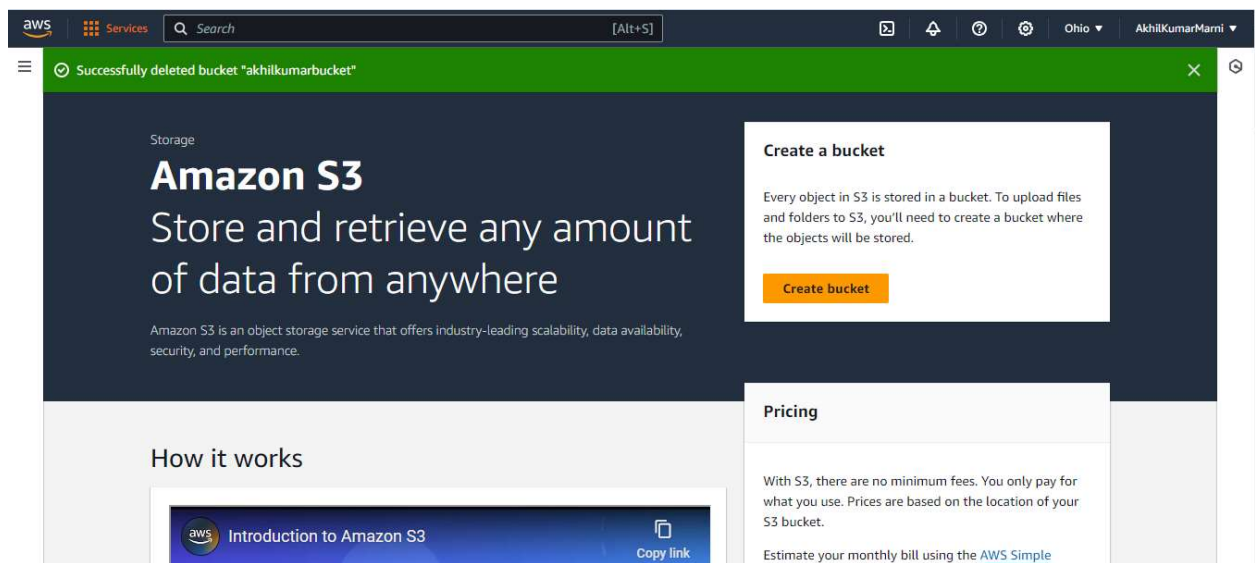 aws
Services
Search
[Alt+S]
Ohio
AkhilKumarMarni
Successfully deleted bucket "akhilkumarbucket"
Storage
Amazon S3
Store and retrieve any amount
of data from anywhere
Amazon S3 is an object storage service that offers industry-leading scalability, data availability,
security, and performance.
Create a bucket
Every object in S3 is stored in a bucket. To upload files
and folders to S3, you'll need to create a bucket where
the objects will be stored.
Create bucket
How it works
aws
Introduction to Amazon S3
Copy link
Pricing
With S3, there are no minimum fees. You only pay for
what you use. Prices are based on the location of your
S3 bucket.
Estimate your monthly bill using the AWS Simple